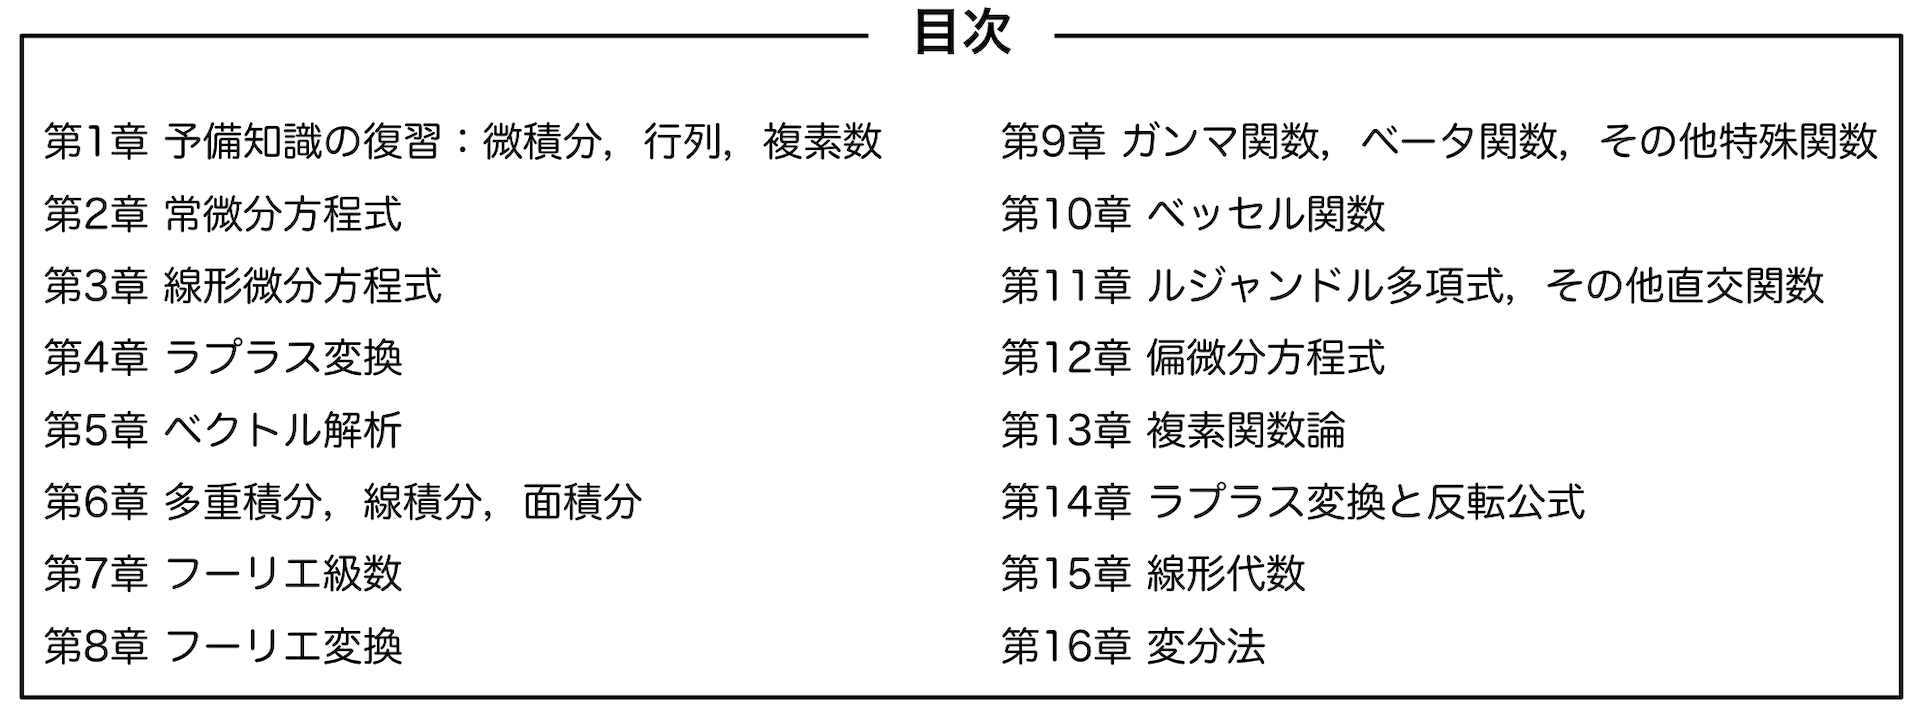 目次
第1章 予備知識の復習：微積分，行列，複素数
第2章 常微分方程式
第3章 線形微分方程式
第4章 ラプラス変換
第5章 ベクトル解析
第6章 多重積分，線積分，面積分
第7章 フーリエ級数
第8章 フーリエ変換
第9章 ガンマ関数，ベータ関数，その他特殊関数
第10章 ベッセル関数
第11章 ルジャンドル多項式，その他直交関数
第12章 偏微分方程式
第13章 複素関数論
第14章 ラプラス変換と反転公式
第15章 線形代数
第16章 変分法